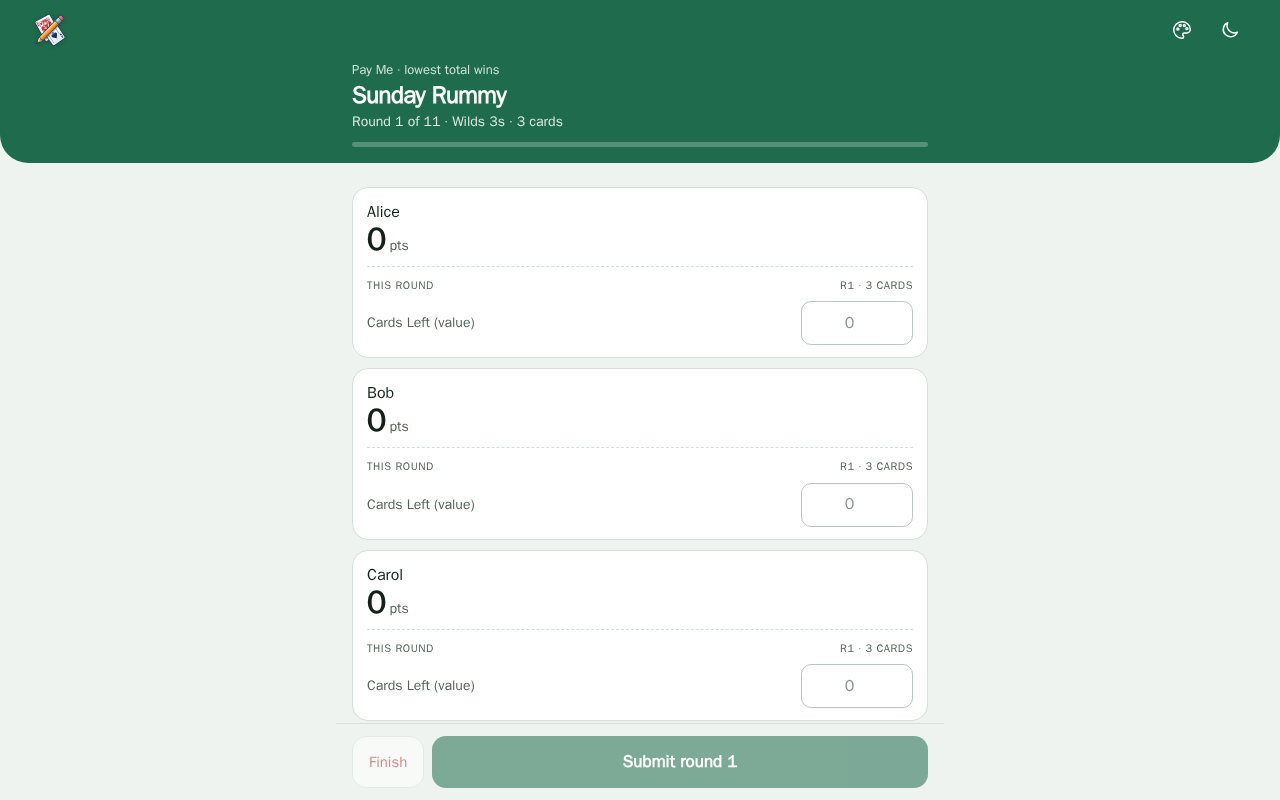 Pay Me · lowest total wins
Sunday Rummy
Round 1 of 11 · Wilds 3s · 3 cards
Alice
0 pts
THIS ROUND R1 · 3 CARDS
Cards Left (value) 0
Bob
0 pts
THIS ROUND R1 · 3 CARDS
Cards Left (value) 0
Carol
0 pts
THIS ROUND R1 · 3 CARDS
Cards Left (value) 0
Finish Submit round 1